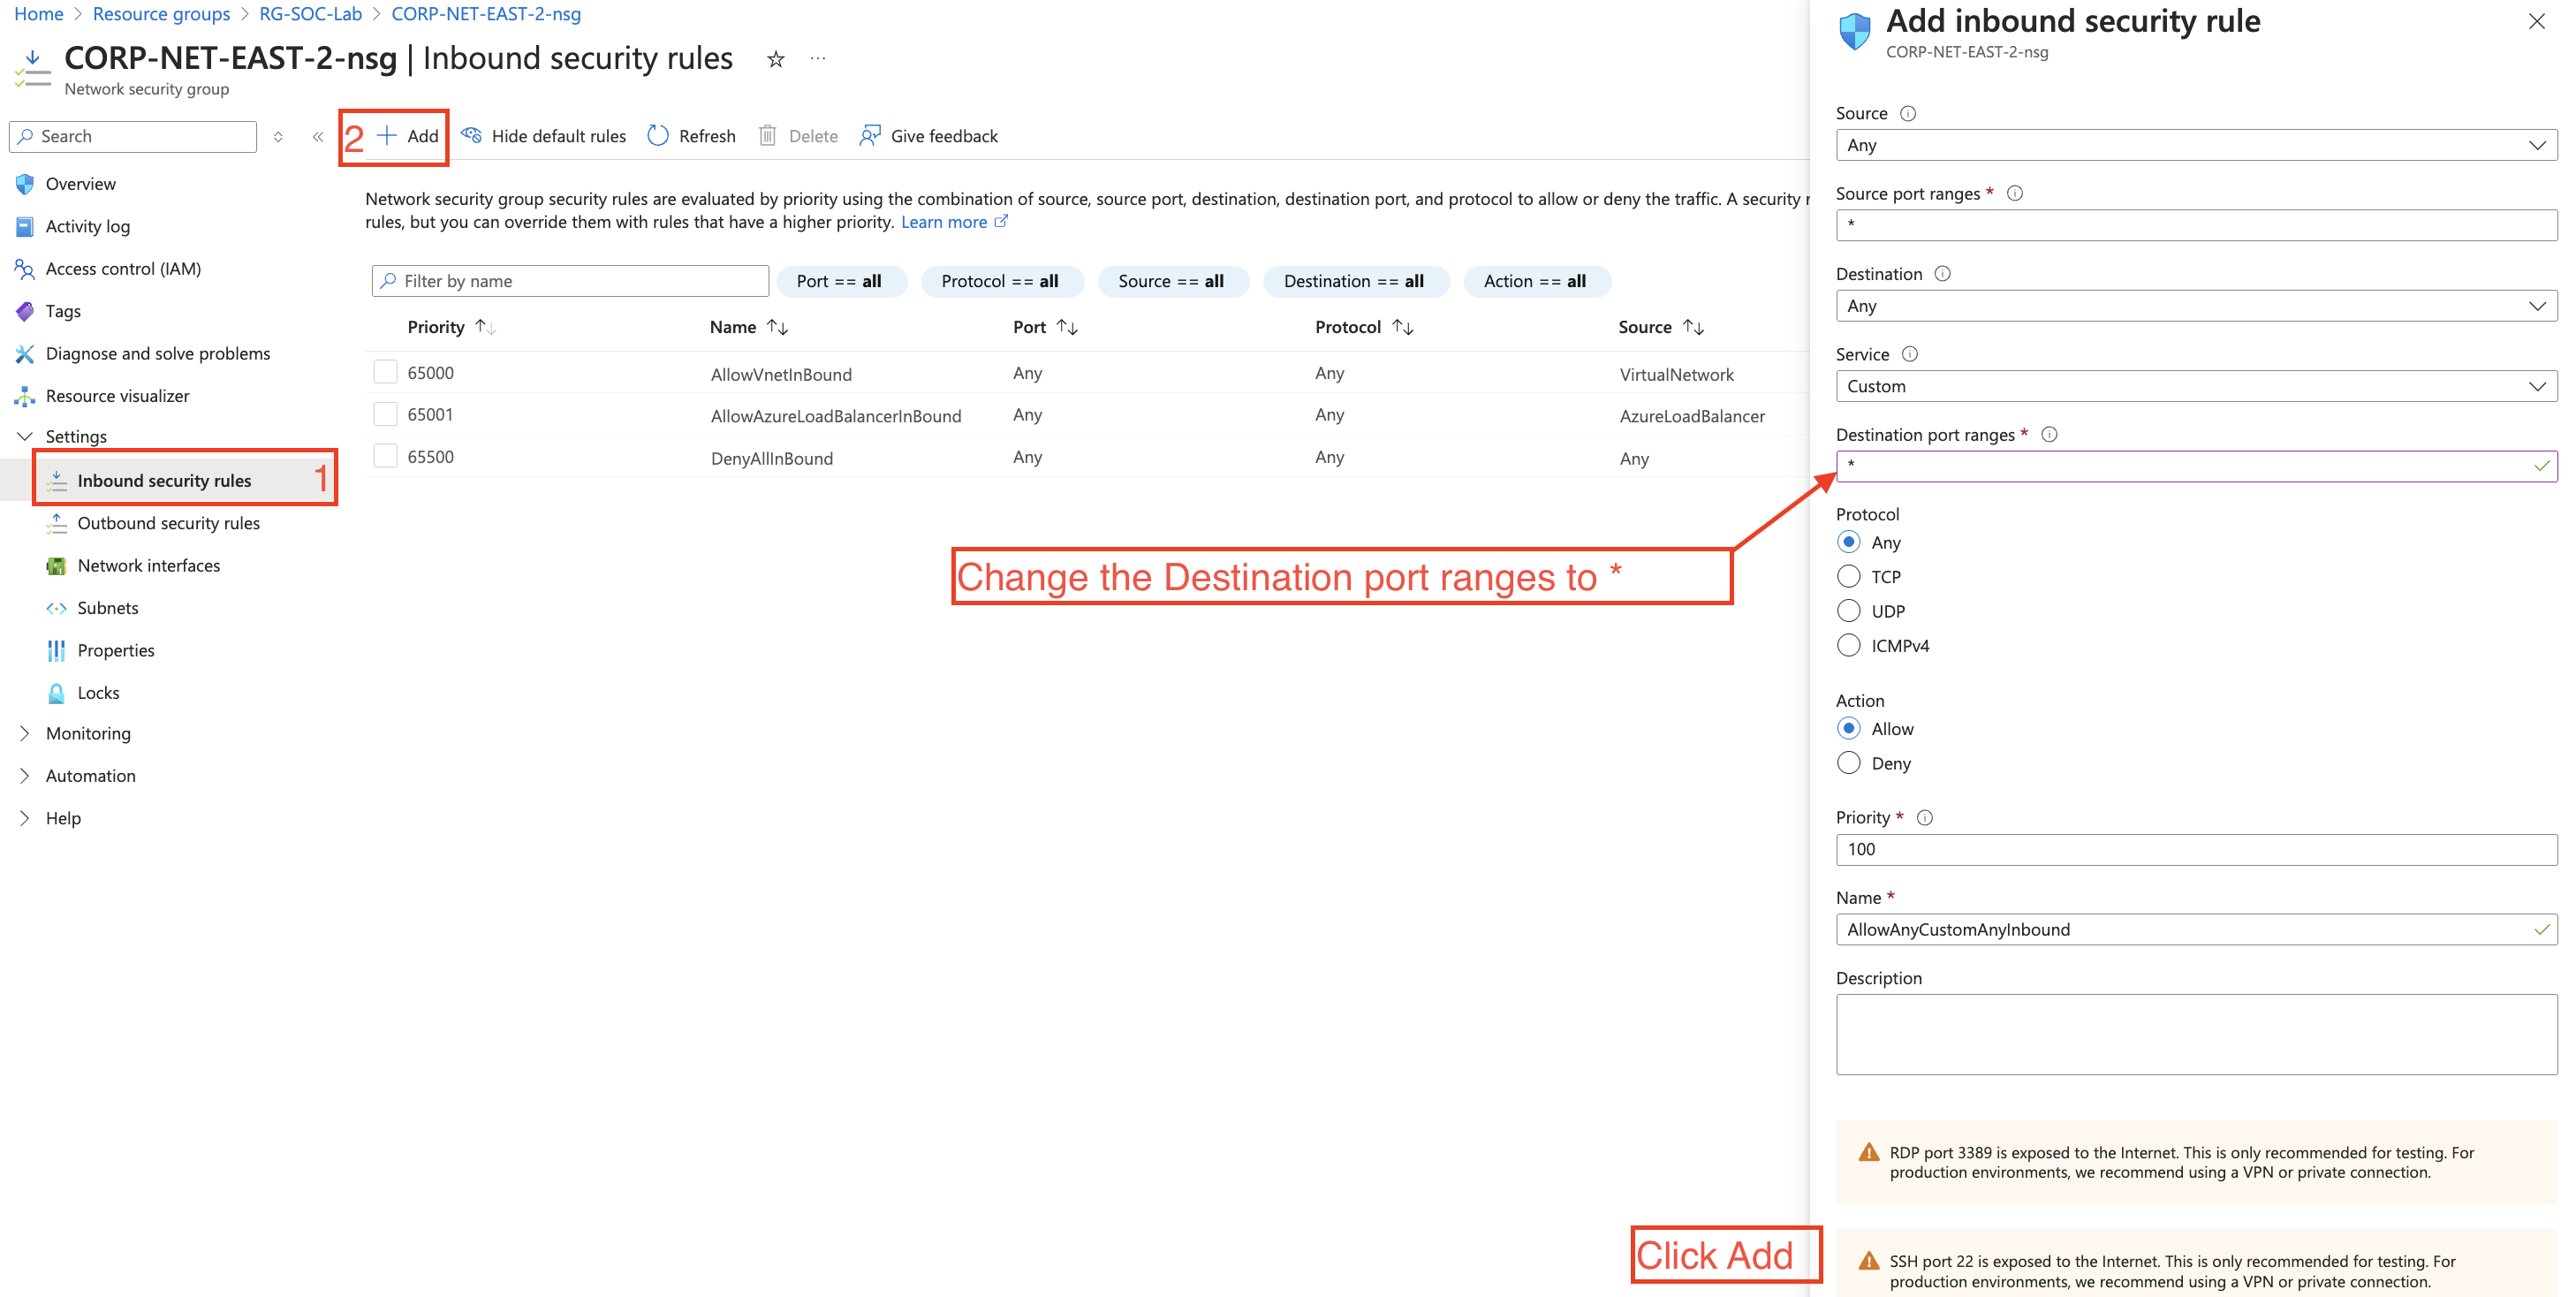 Home > Resource groups > RG-SOC-Lab > CORP-NET-EAST-2-nsg
CORP-NET-EAST-2-nsg | Inbound security rules
Network security group
Search
Overview
Activity log
Access control (IAM)
Tags
Diagnose and solve problems
Resource visualizer
Settings
Inbound security rules 1
Outbound security rules
Network interfaces
Subnets
Properties
Locks
Monitoring
Automation
Help
2 + Add Hide default rules Refresh Delete Give feedback
Network security group security rules are evaluated by priority using the combination of source, source port, destination, destination port, and protocol to allow or deny the traffic. A security r
rules, but you can override them with rules that have a higher priority. Learn more
Filter by name Port == all Protocol == all Source == all Destination == all Action == all
Priority Name Port Protocol Source
65000 AllowVnetInBound Any Any VirtualNetwork
65001 AllowAzureLoadBalancerInBound Any Any AzureLoadBalancer
65500 DenyAllInBound Any Any Any
Change the Destination port ranges to *
Click Add
Add inbound security rule
CORP-NET-EAST-2-nsg
Source
Any
Source port ranges *
*
Destination
Any
Service
Custom
Destination port ranges *
*
Protocol
Any
TCP
UDP
ICMPv4
Action
Allow
Deny
Priority *
100
Name *
AllowAnyCustomAnyInbound
Description
RDP port 3389 is exposed to the Internet. This is only recommended for testing. For
production environments, we recommend using a VPN or private connection.
SSH port 22 is exposed to the Internet. This is only recommended for testing. For
production environments, we recommend using a VPN or private connection.